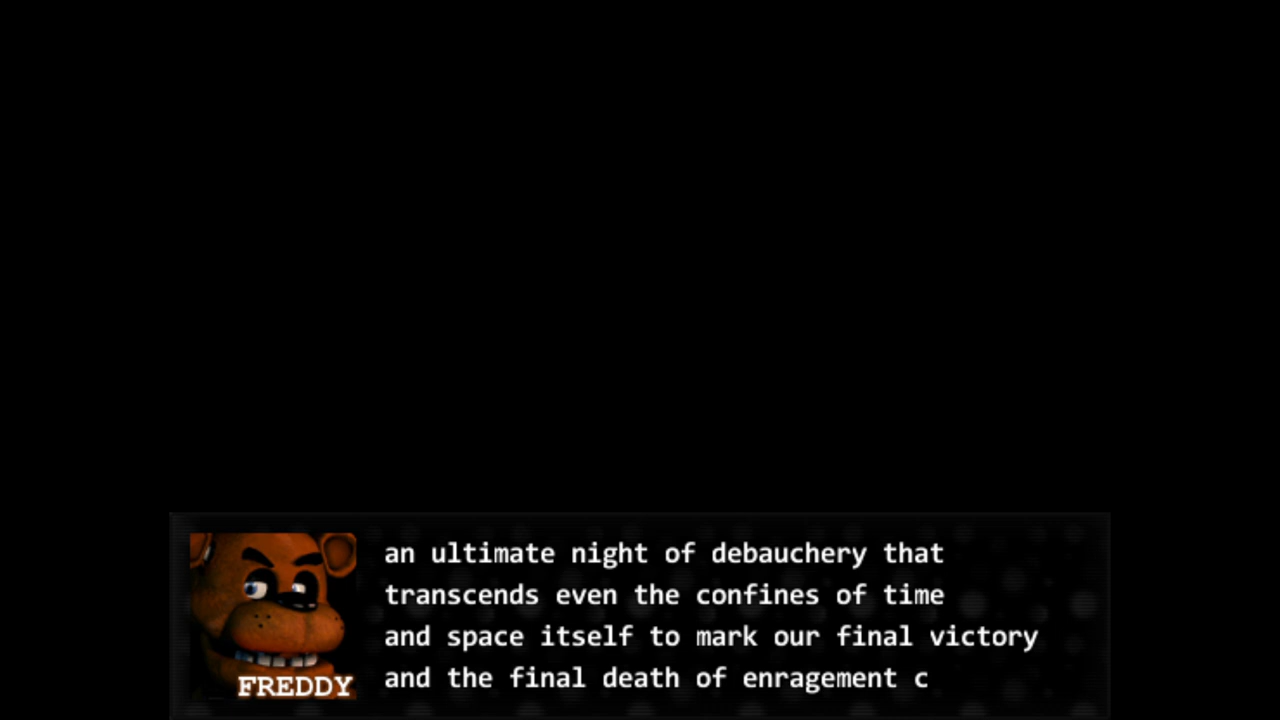 an ultimate night of debauchery that
transcends even the confines of time
and space itself to mark our final victory
and the final death of enragement c
FREDDY